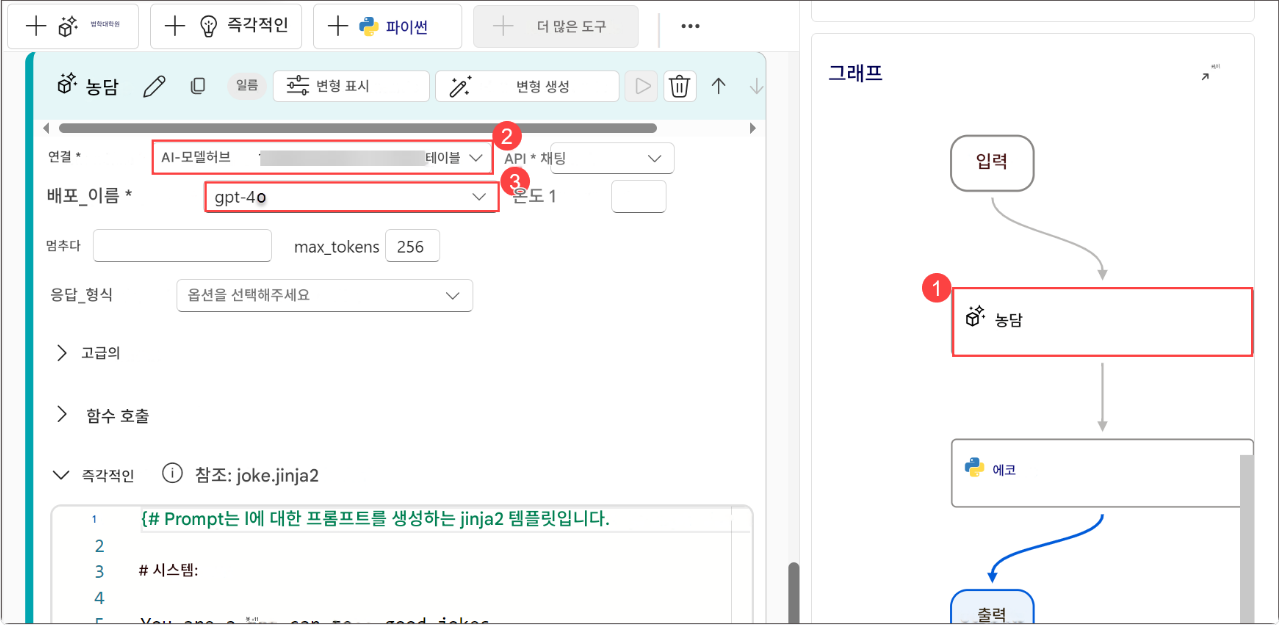 법학대학원
즉각적인
파이썬
더 많은 도구
농담
일름
변형 표시
변형 생성
연결 *
AI-모델허브
테이블
2
API * 채팅
배포_이름 *
gpt-4o
3
온도 1
멈추다
max_tokens
256
응답_형식
옵션을 선택해주세요
고급의
함수 호출
즉각적인
참조: joke.jinja2
1
{# Prompt는 I에 대한 프롬프트를 생성하는 jinja2 템플릿입니다.
2
3
# 시스템:
4
5
You are a can good jokes
그래프
입력
1
농담
에코
출력